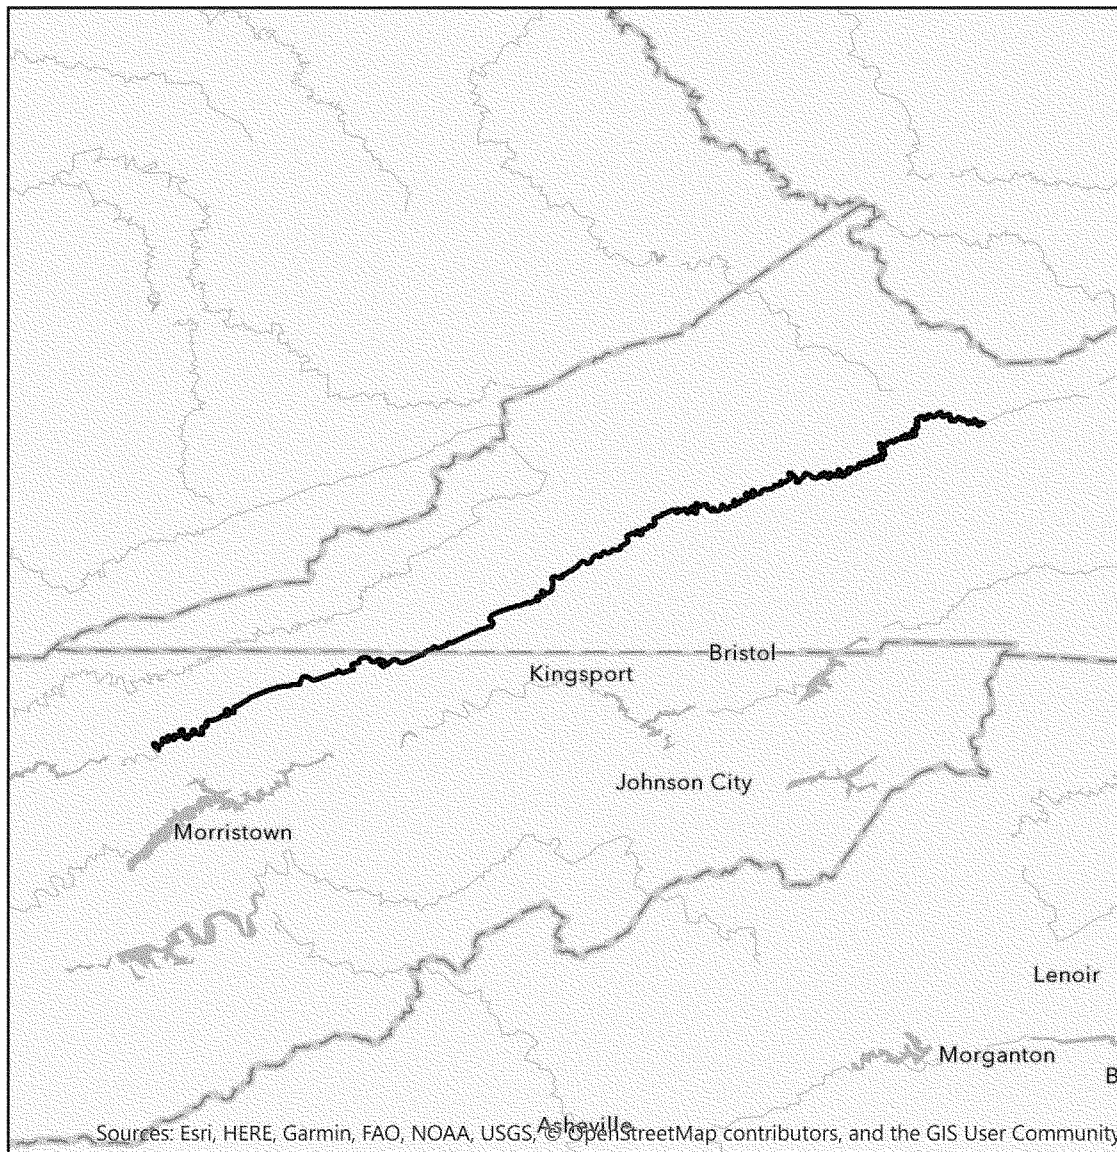 Bristol
Kingsport
Johnson City
Morristown
Lenoir
Morganton
B
Asheville
Sources: Esri, HERE, Garmin, FAO, NOAA, USGS, © OpenStreetMap contributors, and the GIS User Community